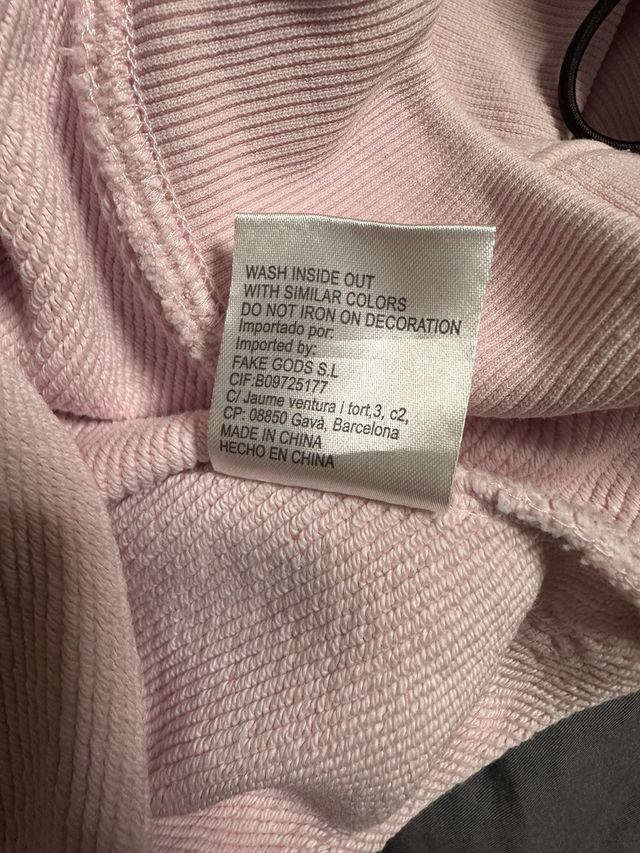 WASH INSIDE OUT
WITH SIMILAR COLORS
DO NOT IRON ON DECORATION
Importado por:
Imported by:
FAKE GODS S.L
CIF:B09725177
C/ Jaume ventura i tort,3, c2,
CP: 08850 Gavà, Barcelona
MADE IN CHINA
HECHO EN CHINA